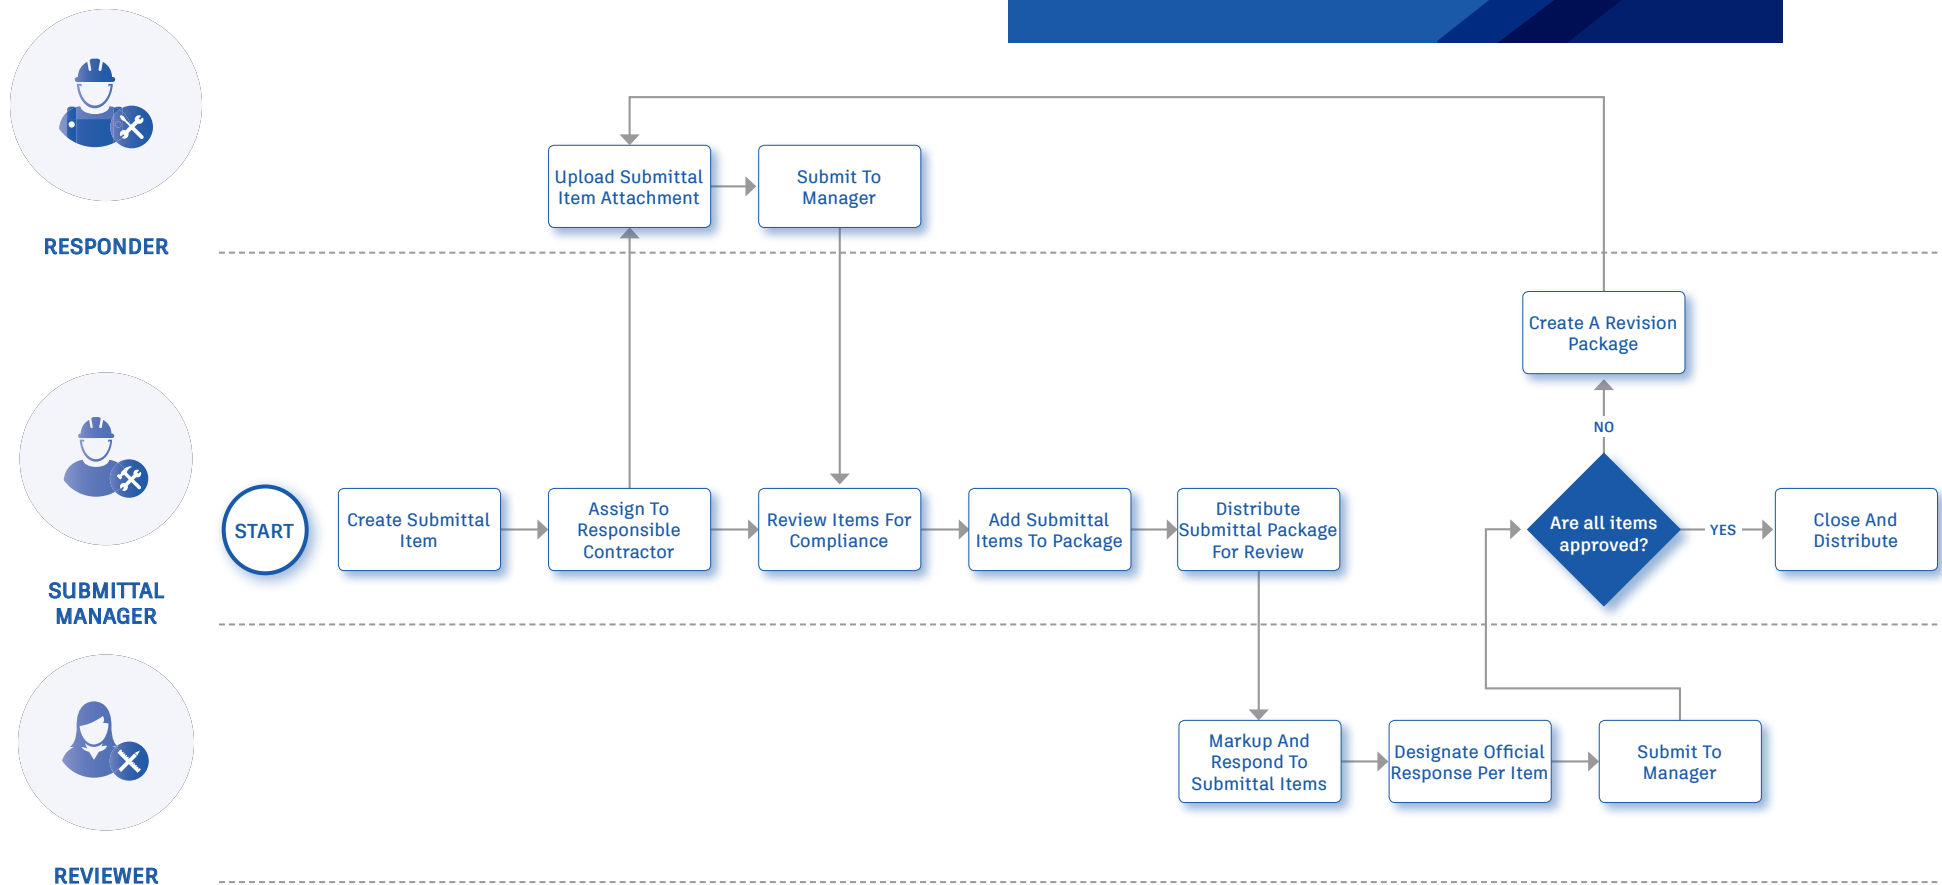 Upload Submittal
Item Attachment
Submit To
Manager
RESPONDER
Create A Revision
Package
NO
START
Create Submittal
Item
Assign To
Responsible
Contractor
Review Items For
Compliance
Add Submittal
Items To Package
Distribute
Submittal Package
For Review
Are all items
approved?
YES
Close And
Distribute
SUBMITTAL
MANAGER
Markup And
Respond To
Submittal Items
Designate Official
Response Per Item
Submit To
Manager
REVIEWER